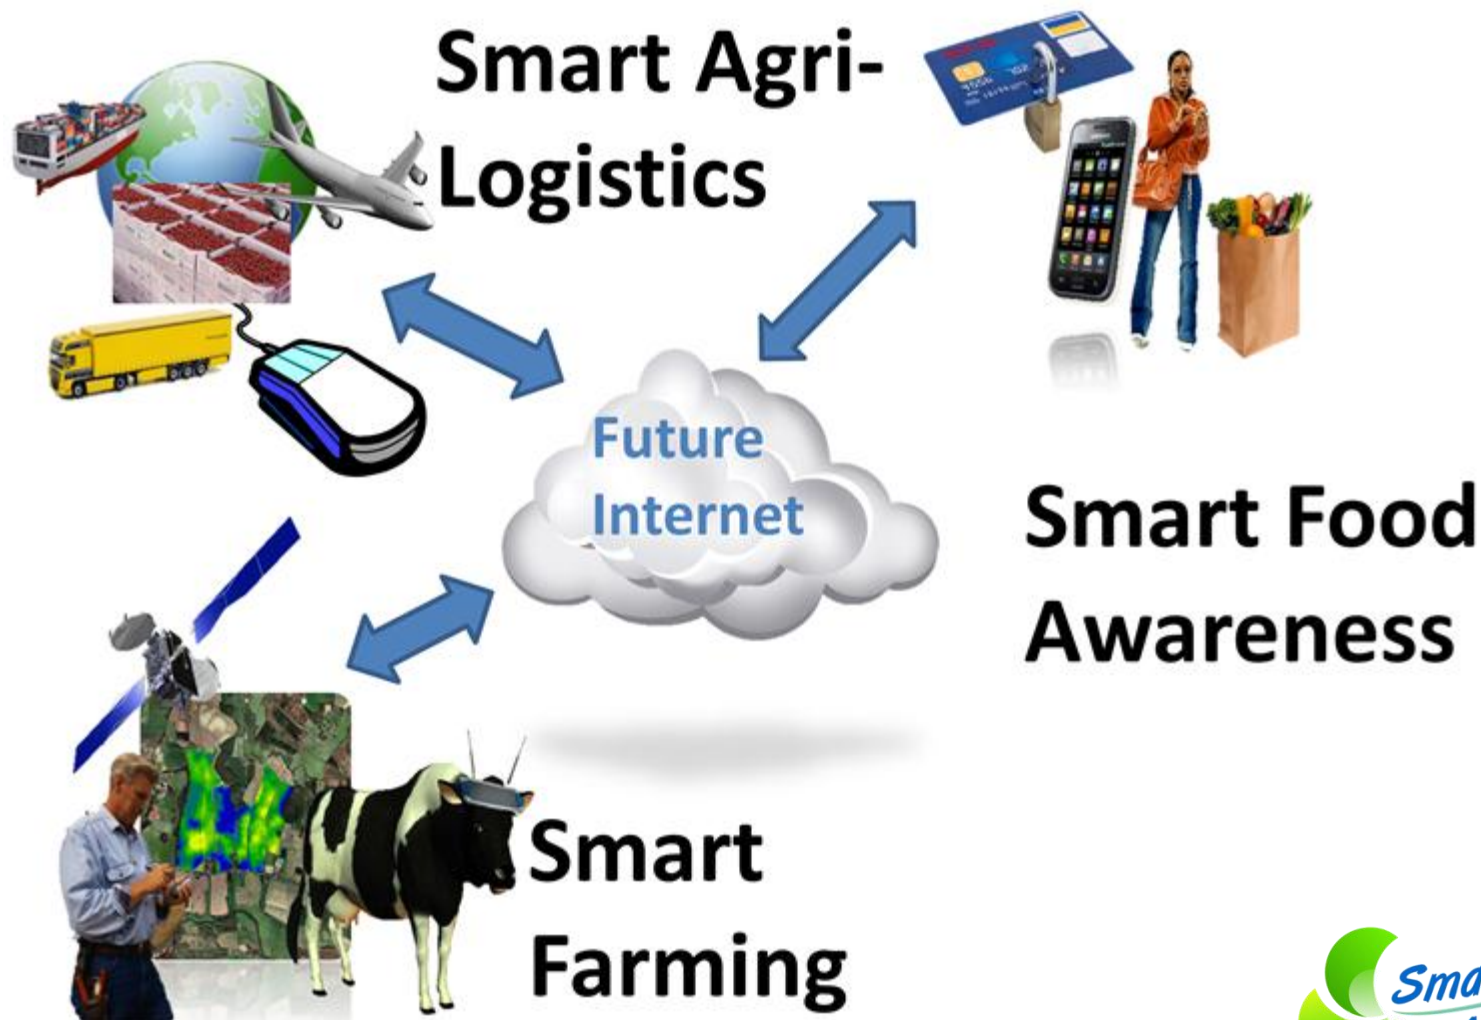 Smart Agri-
Logistics
Future
Internet
Smart Food
Awareness
Smart
Farming